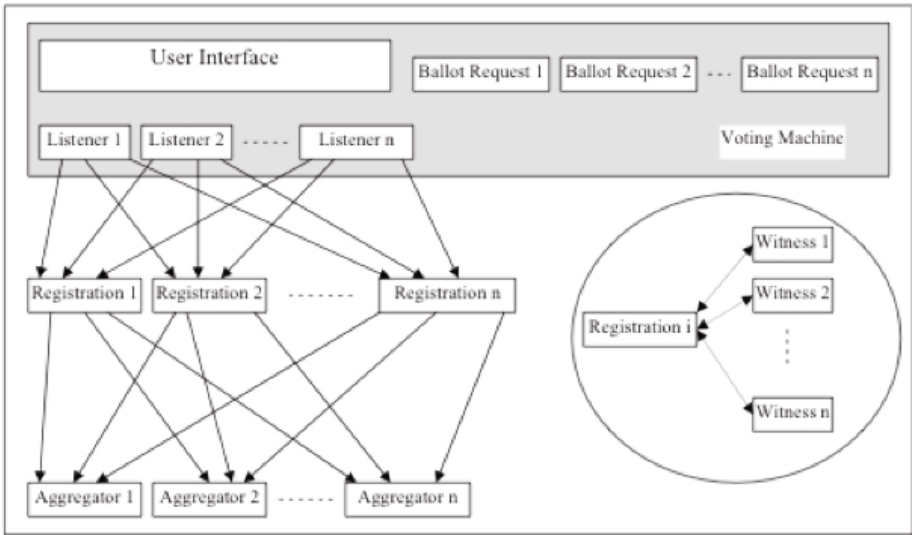 User Interface
Ballot Request 1 Ballot Request 2 Ballot Request n
Listener 1 Listener 2 Listener n
Voting Machine
Registration 1 Registration 2 Registration n
Witness 1
Witness 2
Registration i
Witness n
Aggregator 1 Aggregator 2 Aggregator n